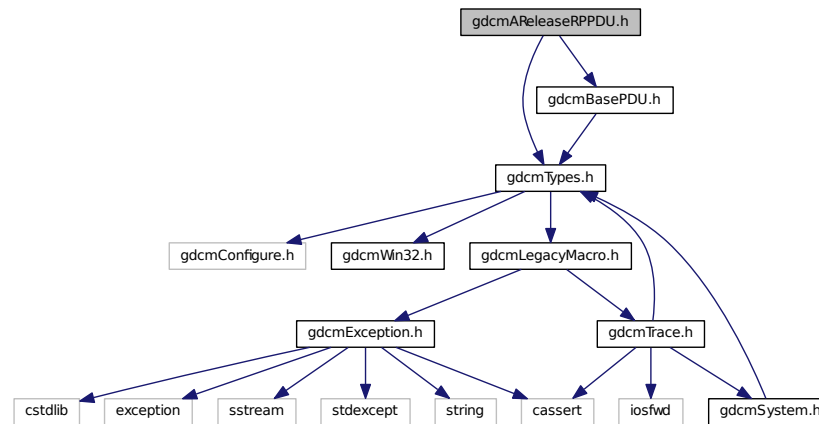 gdcmAReleaseRPPDU.h
gdcmBasePDU.h
gdcmTypes.h
gdcmConfigure.h
gdcmWin32.h
gdcmLegacyMacro.h
gdcmException.h
gdcmTrace.h
cstdlib
exception
sstream
stdexcept
string
cassert
iosfwd
gdcmSystem.h